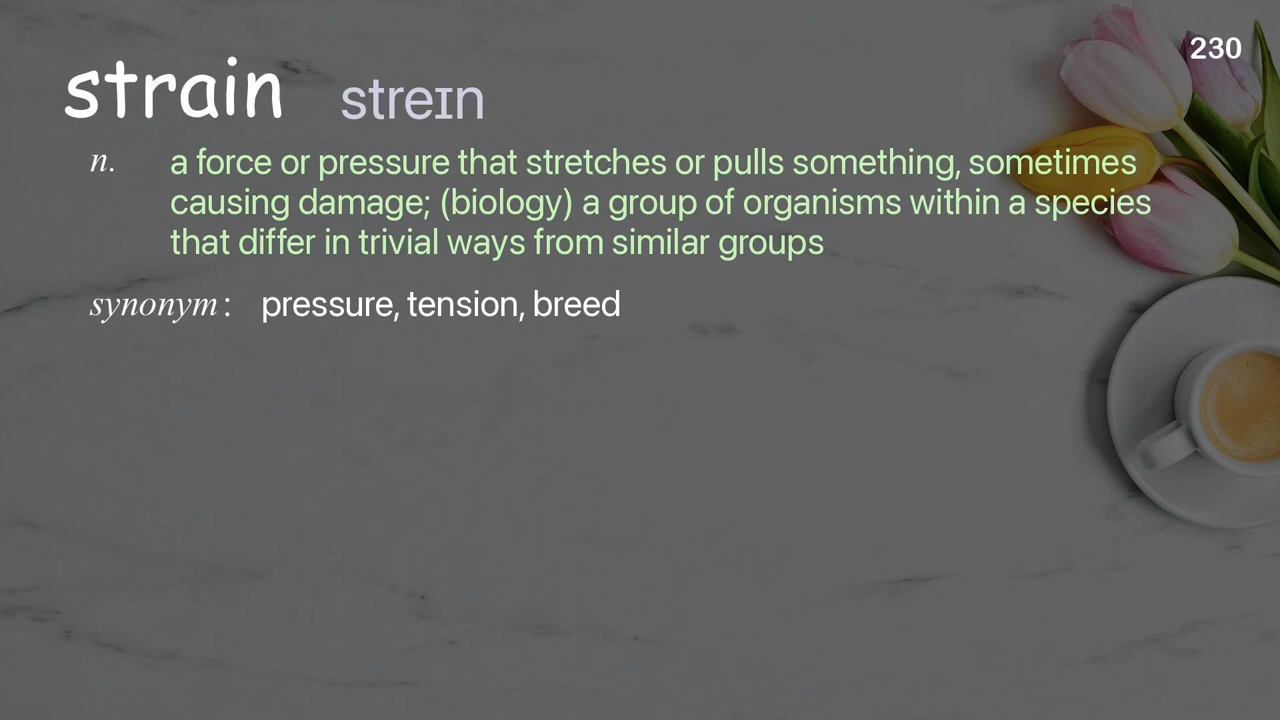 230
strain streɪn
n. a force or pressure that stretches or pulls something, sometimes
causing damage; (biology) a group of organisms within a species
that differ in trivial ways from similar groups
synonym: pressure, tension, breed